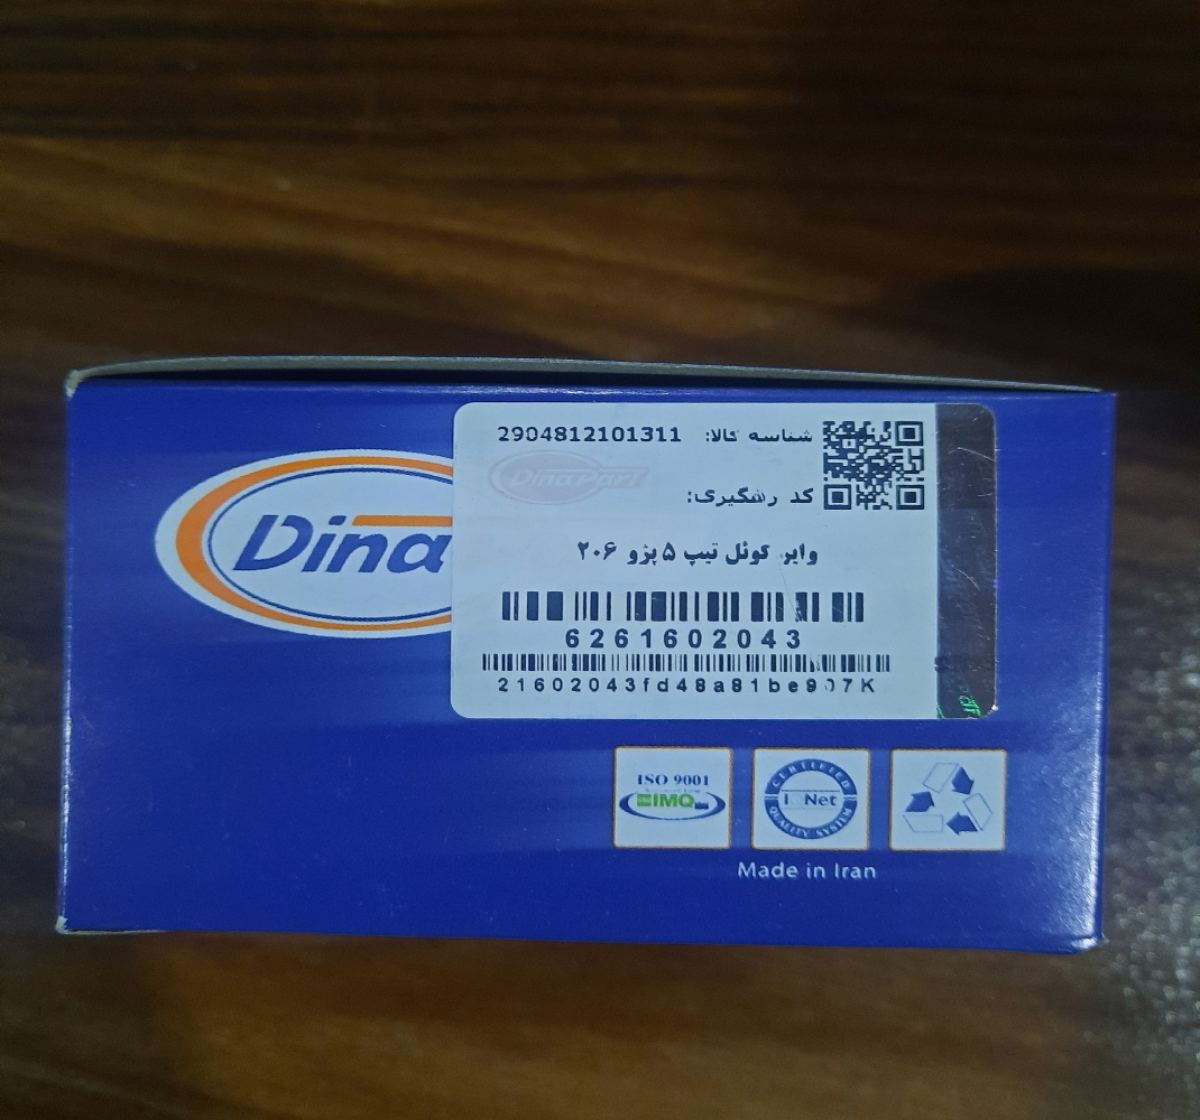 شناسه کالا: 2904812101311
DinaPart
کد رهگیری:
وایر کوئل تیپ ۵ پژو ۲۰۶
6261602043
21602043fd48a81be907K
Dina
ISO 9001
IMQ
CERTIFIED
IQNet
QUALITY SYSTEM
Made in Iran